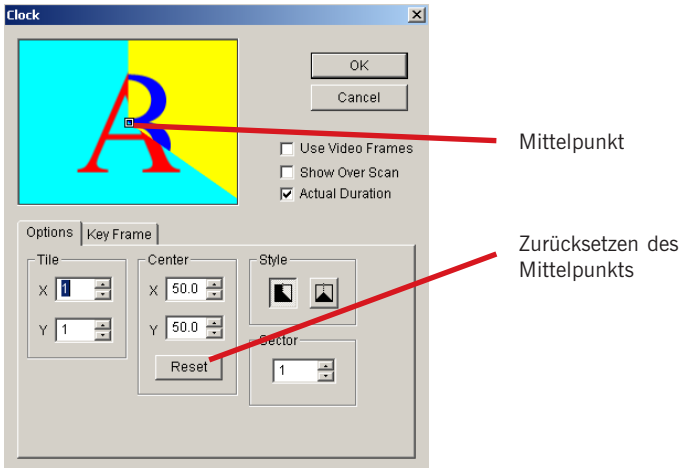 Clock
A
B
OK
Cancel
Use Video Frames
Show Over Scan
Actual Duration
Mittelpunkt
Options
Key Frame
Tile
X 1
Y 1
Center
X 50.0
Y 50.0
Reset
Style
Sector
1
Zurücksetzen des
Mittelpunkts